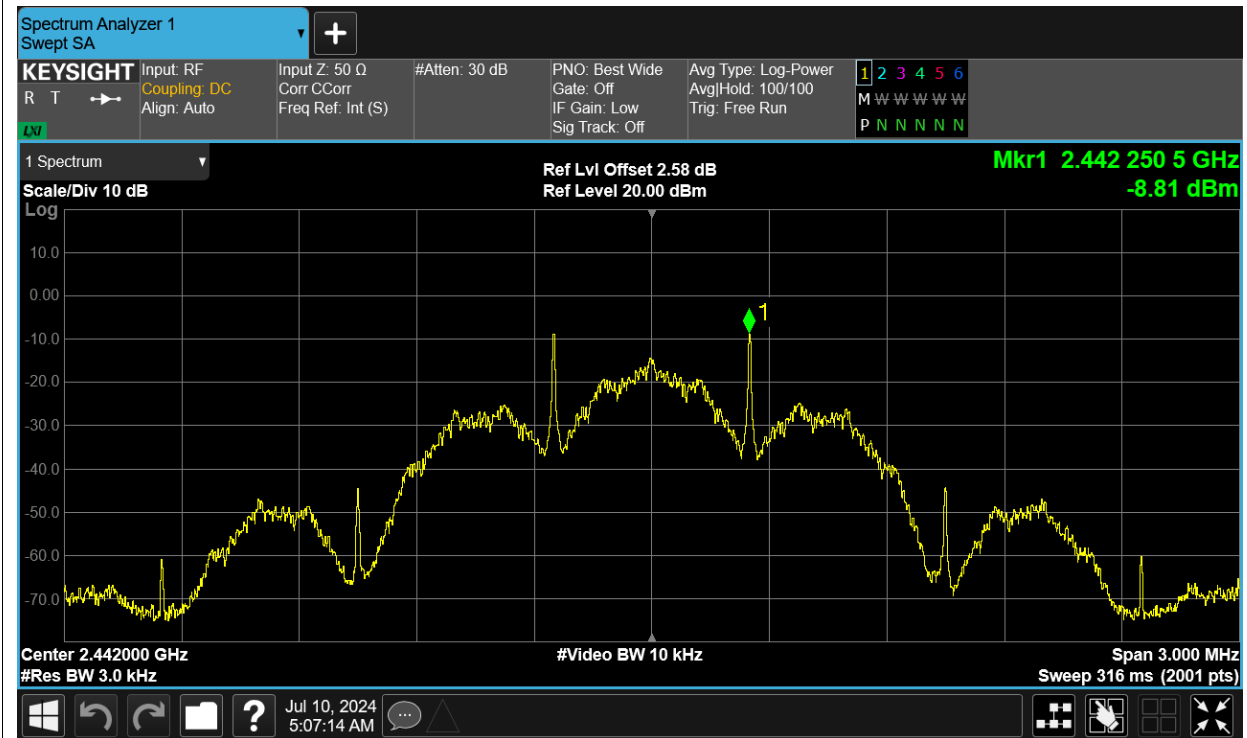 Spectrum Analyzer 1
Swept SA
+
KEYSIGHT
R T
LXI
Input: RF
Coupling: DC
Align: Auto
Input Z: 50 Ω
Corr CCorr
Freq Ref: Int (S)
#Atten: 30 dB
PNO: Best Wide
Gate: Off
IF Gain: Low
Sig Track: Off
Avg Type: Log-Power
Avg|Hold: 100/100
Trig: Free Run
1 2 3 4 5 6
M W W W W W
P N N N N N
1 Spectrum
Scale/Div 10 dB
Log
Ref Lvl Offset 2.58 dB
Ref Level 20.00 dBm
Mkr1 2.442 250 5 GHz
-8.81 dBm
10.0
0.00
-10.0
-20.0
-30.0
-40.0
-50.0
-60.0
-70.0
1
Center 2.442000 GHz
#Res BW 3.0 kHz
#Video BW 10 kHz
Span 3.000 MHz
Sweep 316 ms (2001 pts)
?
Jul 10, 2024
5:07:14 AM